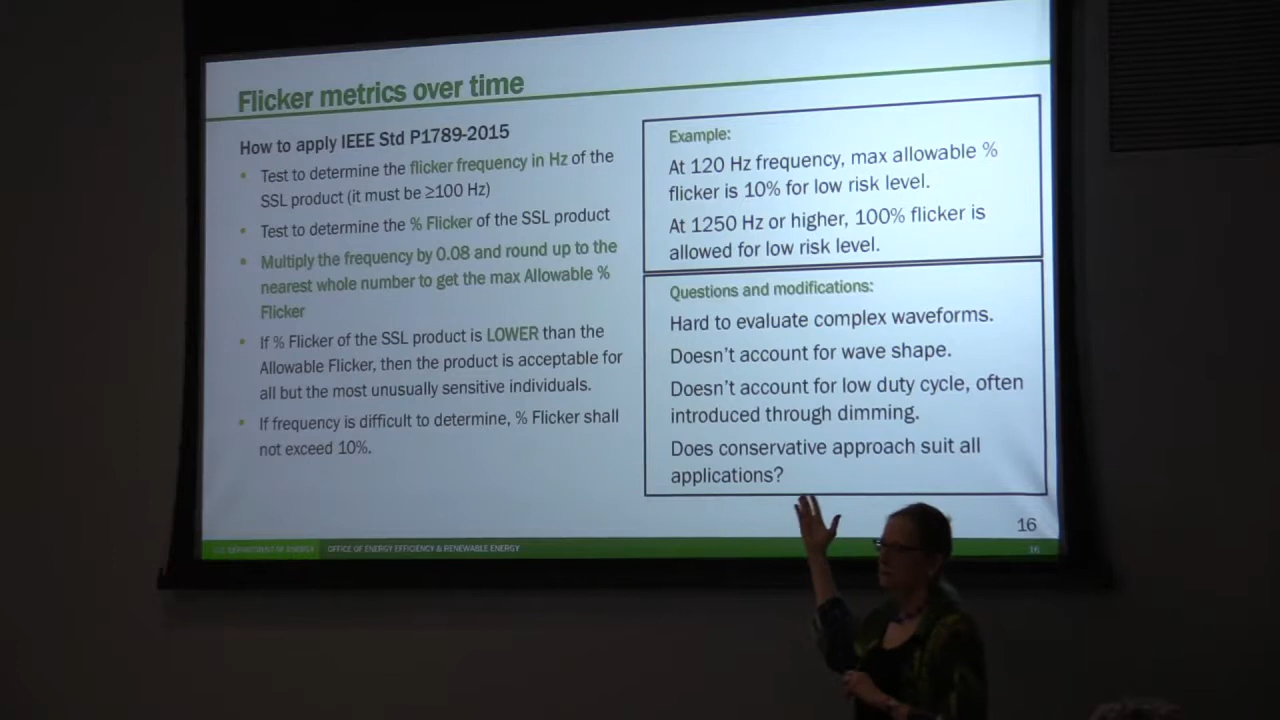 Flicker metrics over time
How to apply IEEE Std P1789-2015
• Test to determine the flicker frequency in Hz of the
SSL product (it must be ≥100 Hz)
• Test to determine the % Flicker of the SSL product
• Multiply the frequency by 0.08 and round up to the
nearest whole number to get the max Allowable %
Flicker
• If % Flicker of the SSL product is LOWER than the
Allowable Flicker, then the product is acceptable for
all but the most unusually sensitive individuals.
• If frequency is difficult to determine, % Flicker shall
not exceed 10%.
Example:
At 120 Hz frequency, max allowable %
flicker is 10% for low risk level.
At 1250 Hz or higher, 100% flicker is
allowed for low risk level.
Questions and modifications:
Hard to evaluate complex waveforms.
Doesn't account for wave shape.
Doesn't account for low duty cycle, often
introduced through dimming.
Does conservative approach suit all
applications?
16
U.S. DEPARTMENT OF ENERGY OFFICE OF ENERGY EFFICIENCY & RENEWABLE ENERGY
16